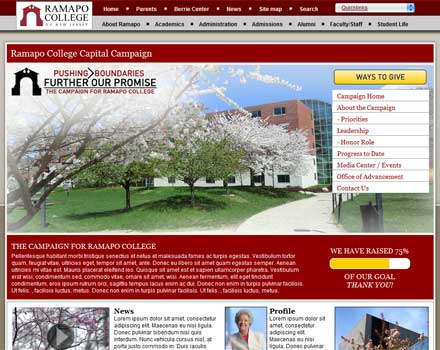 RAMAPO
COLLEGE
OF NEW JERSEY
Home Parents Berrie Center News Site map Search Quicklinks
About Ramapo Academics Administration Admissions Alumni Faculty/Staff Student Life
Ramapo College Capital Campaign
PUSHING BOUNDARIES
FURTHER OUR PROMISE
THE CAMPAIGN FOR RAMAPO COLLEGE
WAYS TO GIVE
Campaign Home
About the Campaign
- Priorities
Leadership
- Honor Role
Progress to Date
Media Center / Events
Office of Advancement
Contact Us
THE CAMPAIGN FOR RAMAPO COLLEGE
Pellentesque habitant morbi tristique senectus et netus et malesuada fames ac turpis egestas. Vestibulum tortor
quam, feugiat vitae, ultricies eget, tempor sit amet, ante. Donec eu libero sit amet quam egestas semper. Aenean
ultricies mi vitae est. Mauris placerat eleifend leo. Quisque sit amet est et sapien ullamcorper pharetra. Vestibulum
erat wisi, condimentum sed, commodo vitae, ornare sit amet, wisi. Aenean fermentum, elit eget tincidunt
condimentum, eros ipsum rutrum orci, sagittis tempus lacus enim ac dui. Donec non enim in turpis pulvinar facilisis.
Ut felis. , facilisis luctus, metus. Donec non enim in turpis pulvinar facilisis. Ut felis. , facilisis luctus, metus.
WE HAVE RAISED 75%
OF OUR GOAL
THANK YOU!
News
Lorem ipsum dolor sit
amet, consectetur
adipiscing elit.
Maecenas eu nisi ligula.
Donec pulvinar bibendum
nisi quis
interdum. Nunc
vehicula cursus nisl, at
porta justo commodo in. Duis iaculis
Profile
Lorem ipsum dolor sit
amet, consectetur
adipiscing elit.
Maecenas eu nisi
ligula. Donec pulvinar